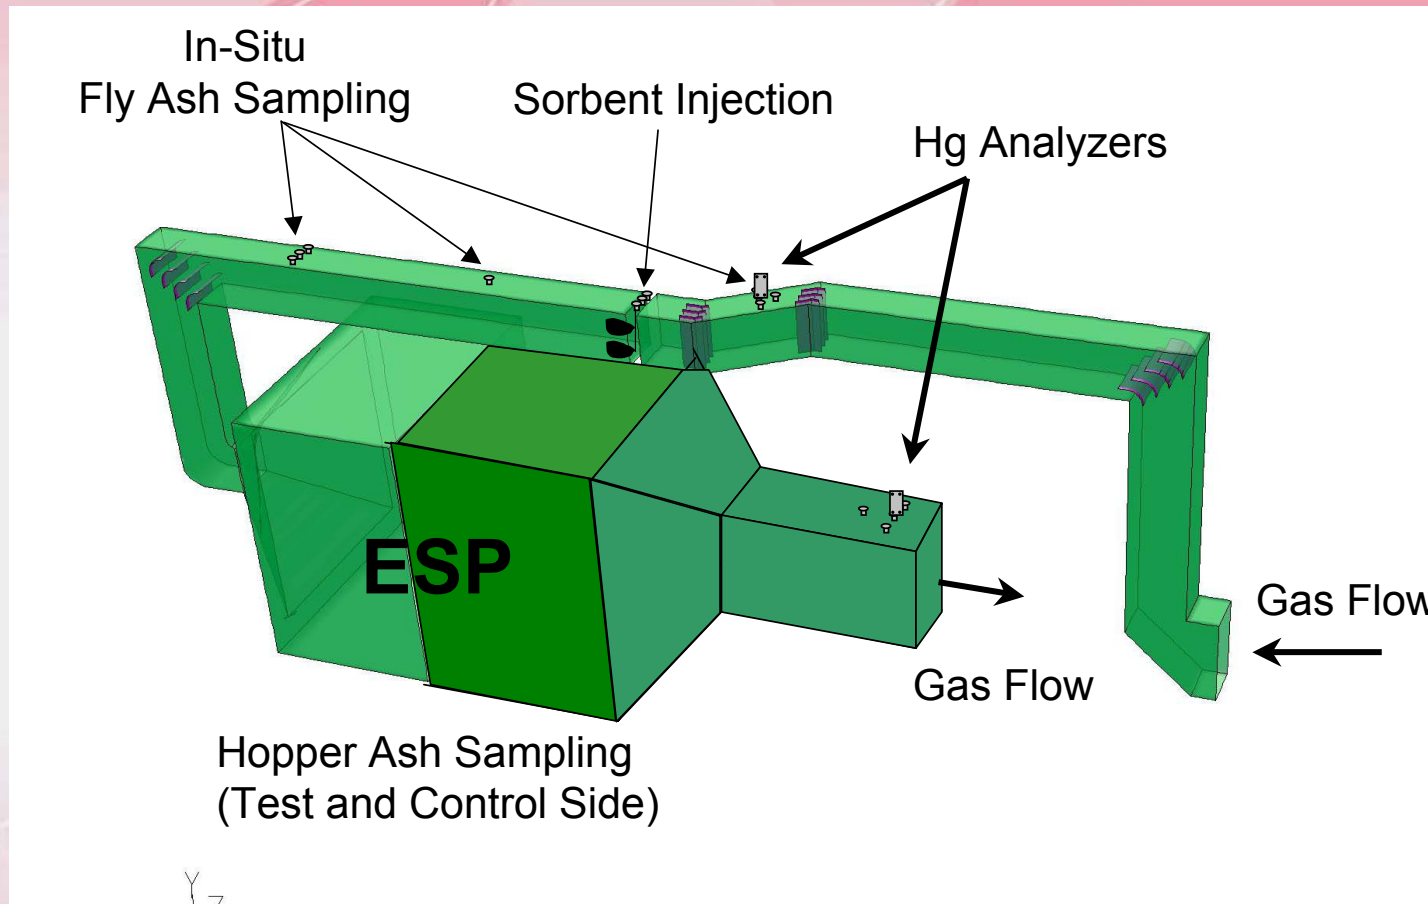 In-Situ
Fly Ash Sampling
Sorbent Injection
Hg Analyzers
ESP
Gas Flow
Gas Flow
Hopper Ash Sampling
(Test and Control Side)
Y
Z